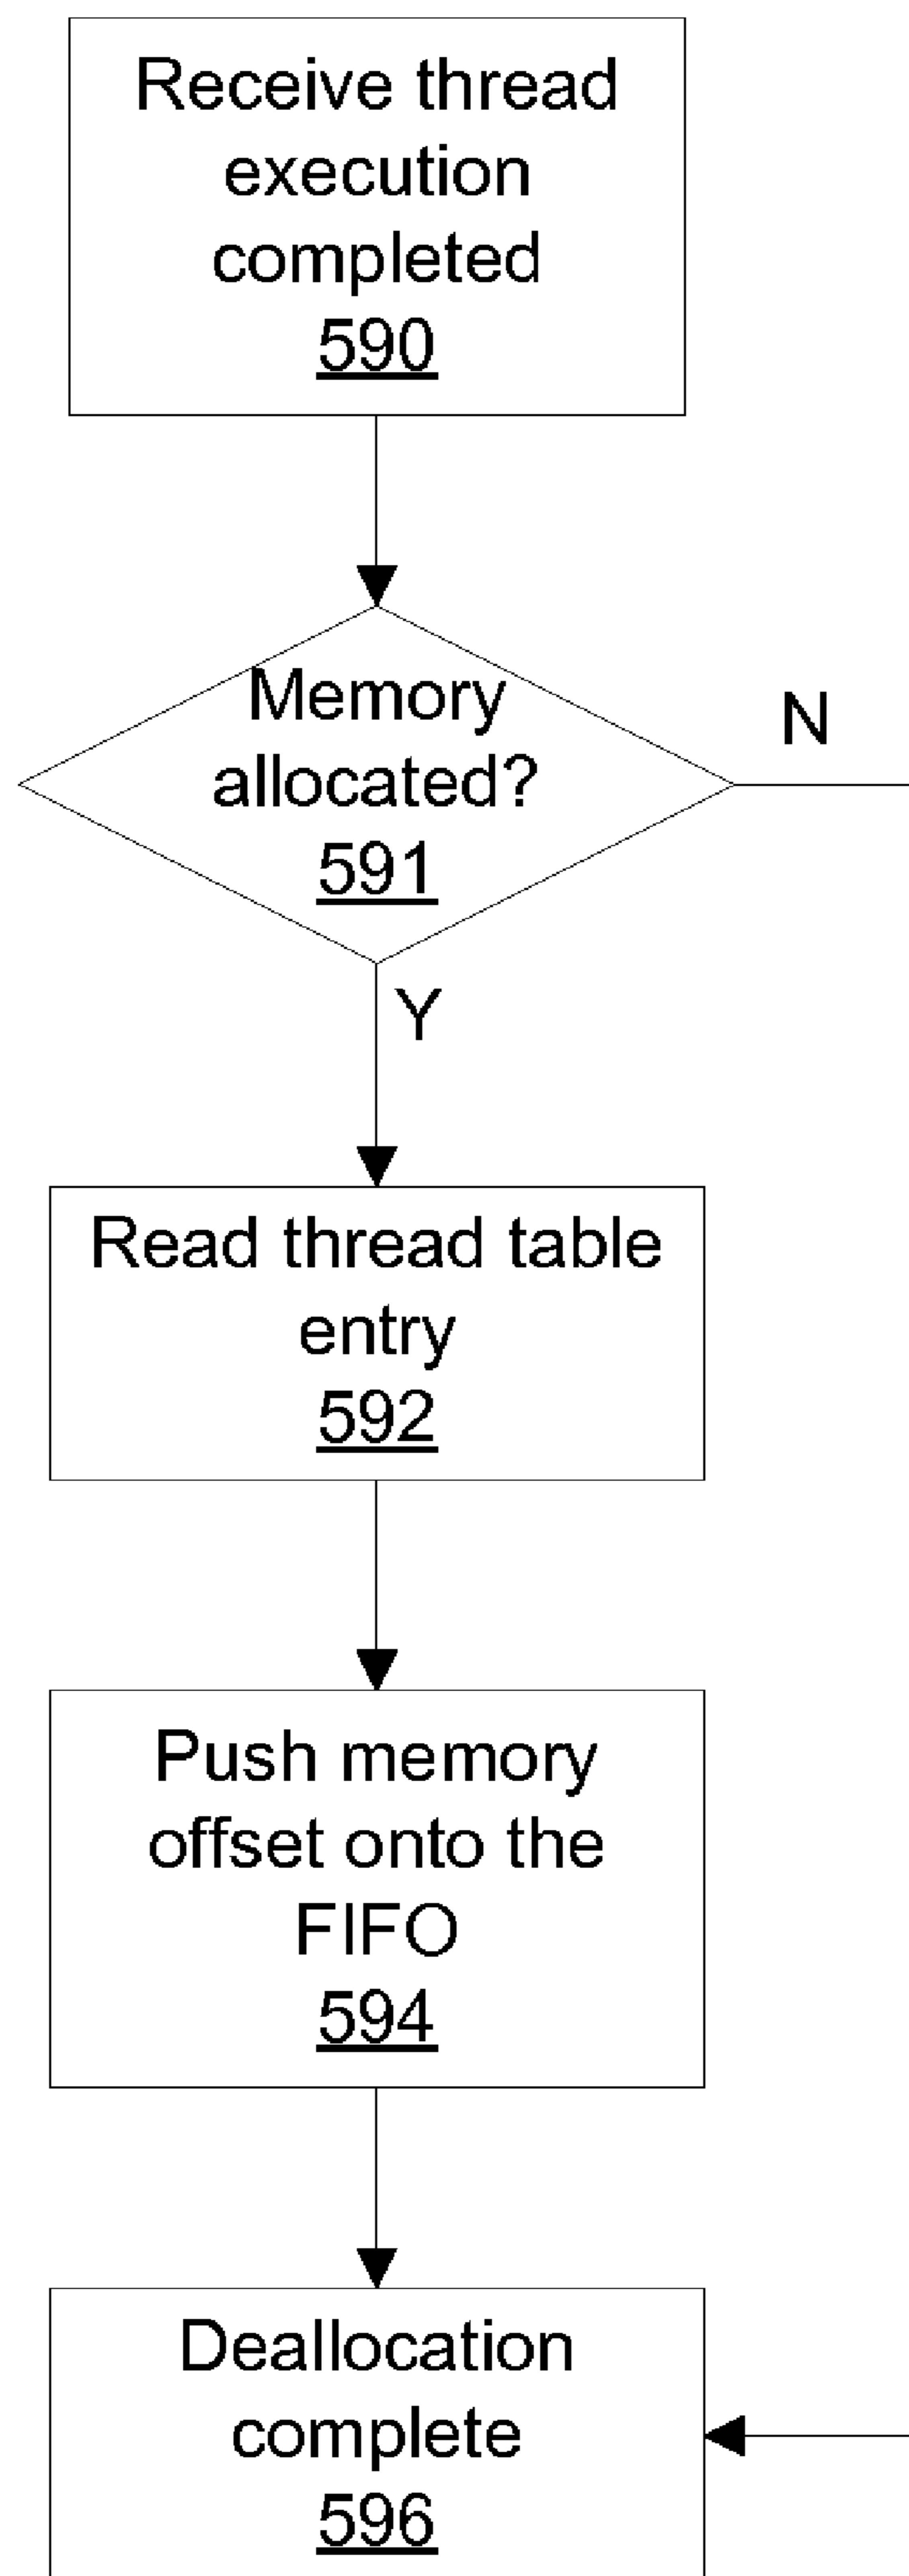 Receive thread
execution
completed
590
Memory
allocated?
591
N
Y
Read thread table
entry
592
Push memory
offset onto the
FIFO
594
Deallocation
complete
596